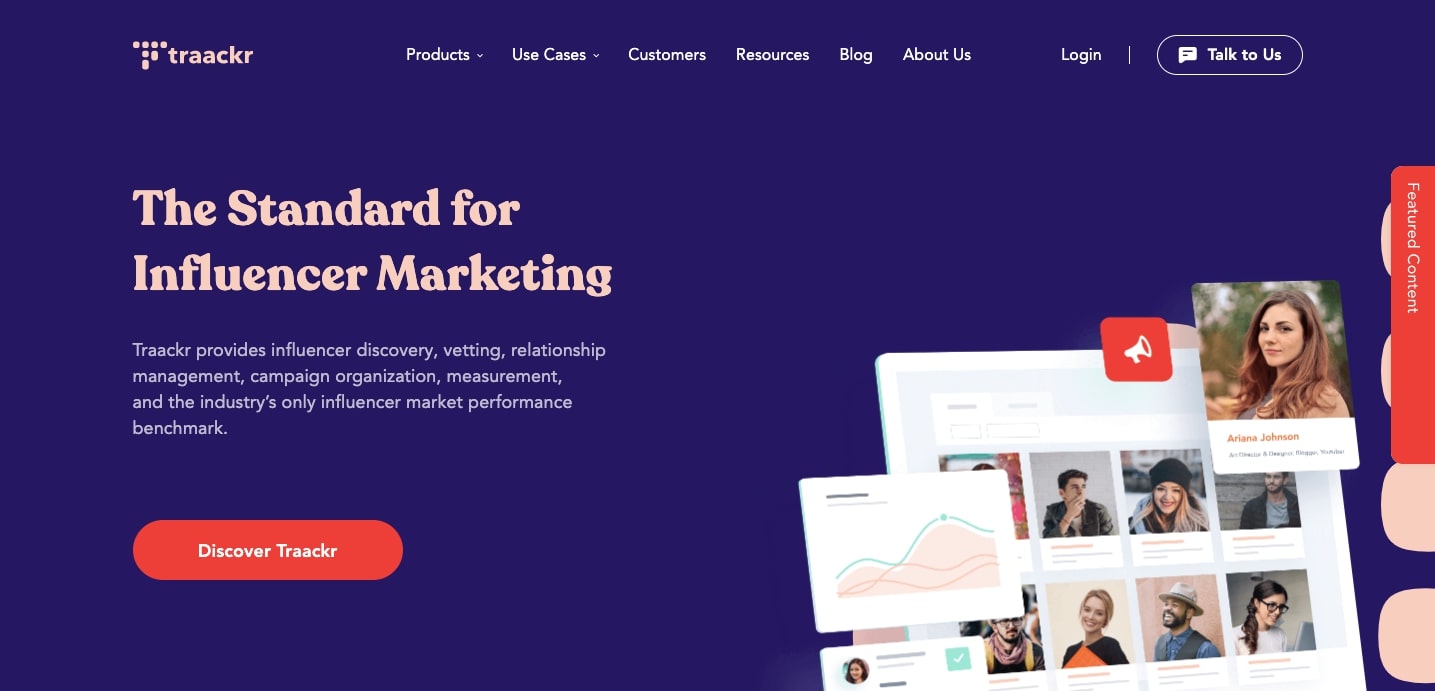 traackr
Products
Use Cases
Customers
Resources
Blog
About Us
Login
Talk to Us
The Standard for
Influencer Marketing
Traackr provides influencer discovery, vetting, relationship
management, campaign organization, measurement,
and the industry’s only influencer market performance
benchmark.
Discover Traackr
Featured Content
Ariana Johnson
Art Director & Designer, Blogger, Youtuber